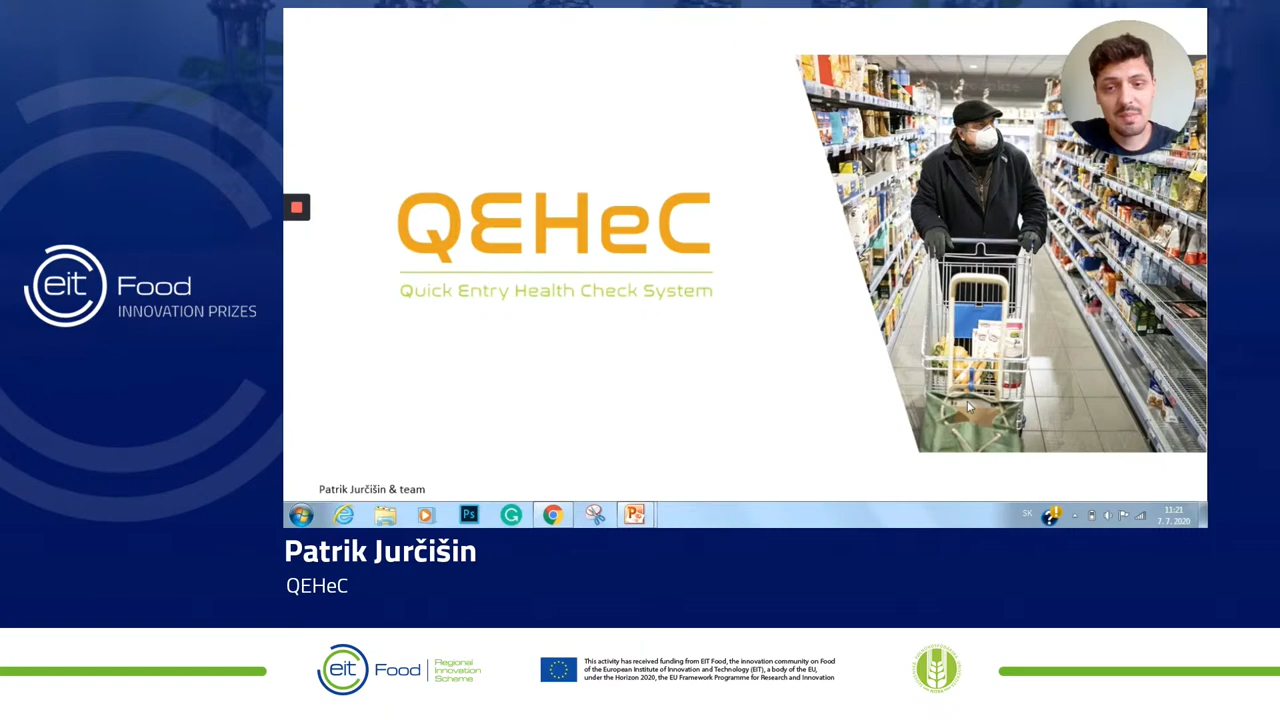 eit Food
INNOVATION PRIZES
QEHeC
Quick Entry Health Check System
Patrik Jurčišin & team
Ps
SK
11:21
7. 7. 2020
Patrik Jurčišin
QEHeC
eit Food
Regional
Innovation
Scheme
This activity has received funding from EIT Food, the innovation community on Food
of the European Institute of Innovation and Technology (EIT), a body of the EU,
under the Horizon 2020, the EU Framework Programme for Research and Innovation